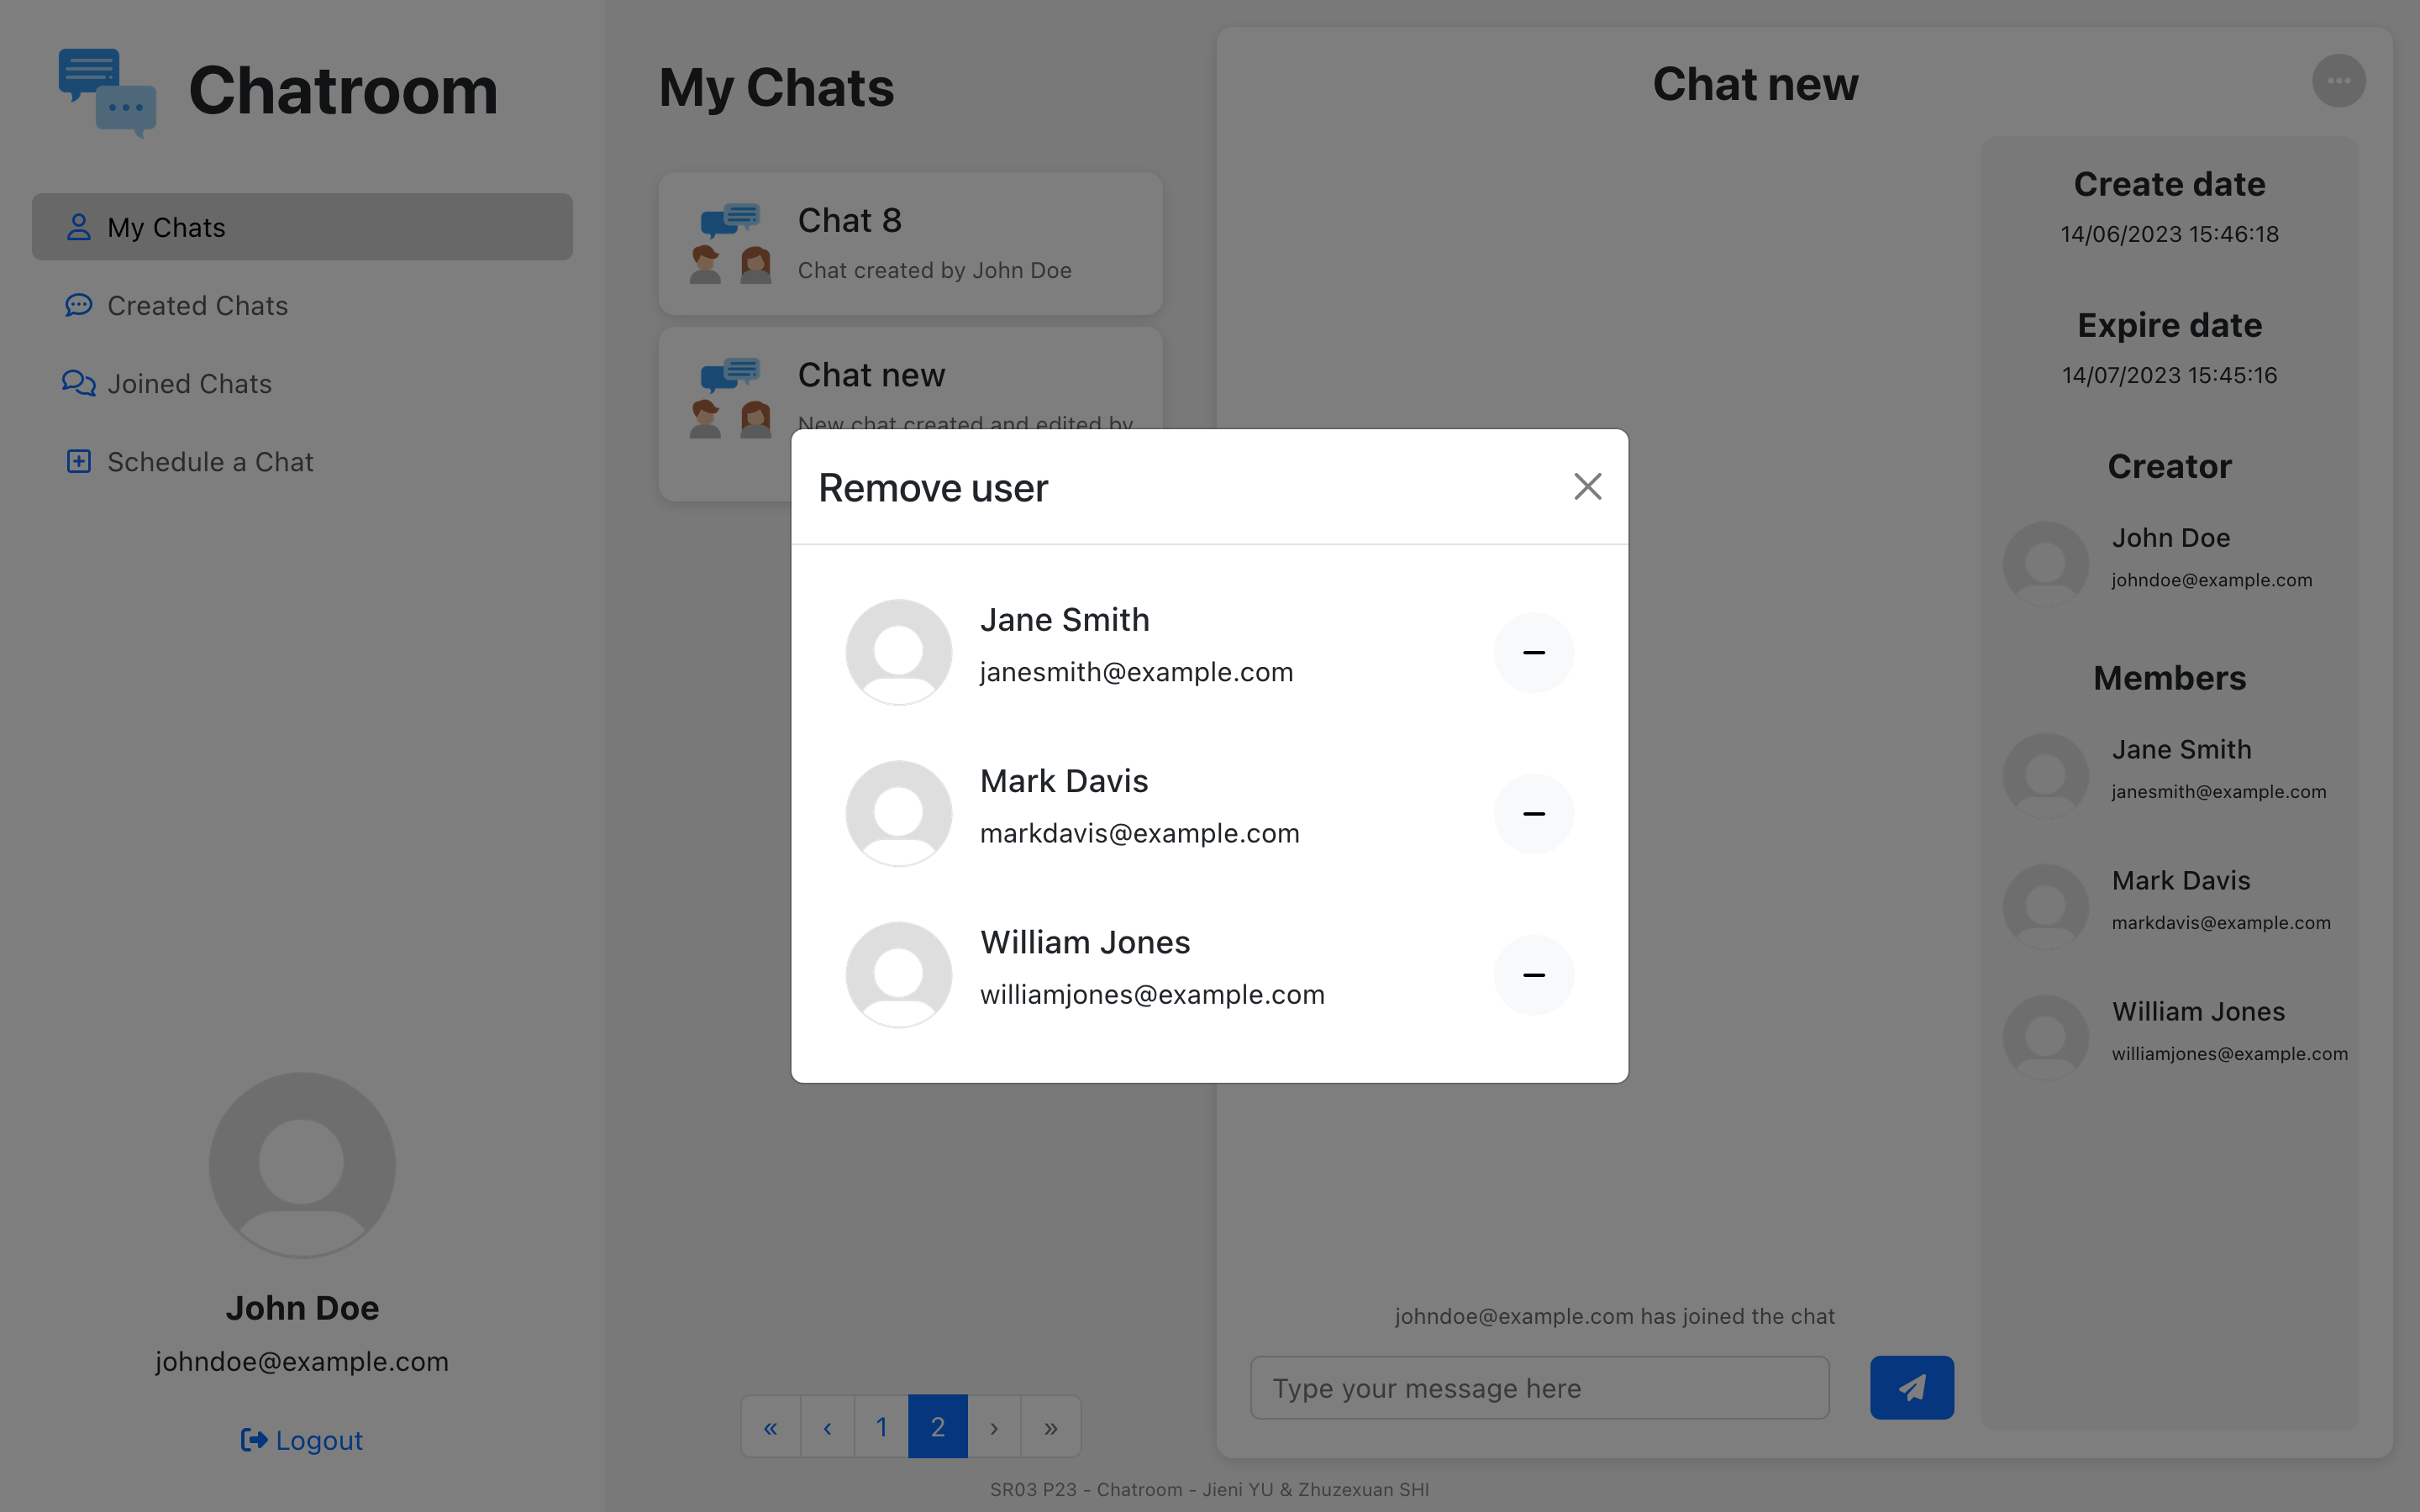 Chatroom
My Chats
Created Chats
Joined Chats
Schedule a Chat
John Doe
johndoe@example.com
Logout
My Chats
Chat 8
Chat created by John Doe
Chat new
New chat created and edited by
« ‹ 1 2 › »
Chat new
Create date
14/06/2023 15:46:18
Expire date
14/07/2023 15:45:16
Creator
John Doe
johndoe@example.com
Members
Jane Smith
janesmith@example.com
Mark Davis
markdavis@example.com
William Jones
williamjones@example.com
johndoe@example.com has joined the chat
Type your message here
Remove user
Jane Smith
janesmith@example.com
Mark Davis
markdavis@example.com
William Jones
williamjones@example.com
SR03 P23 - Chatroom - Jieni YU & Zhuzexuan SHI